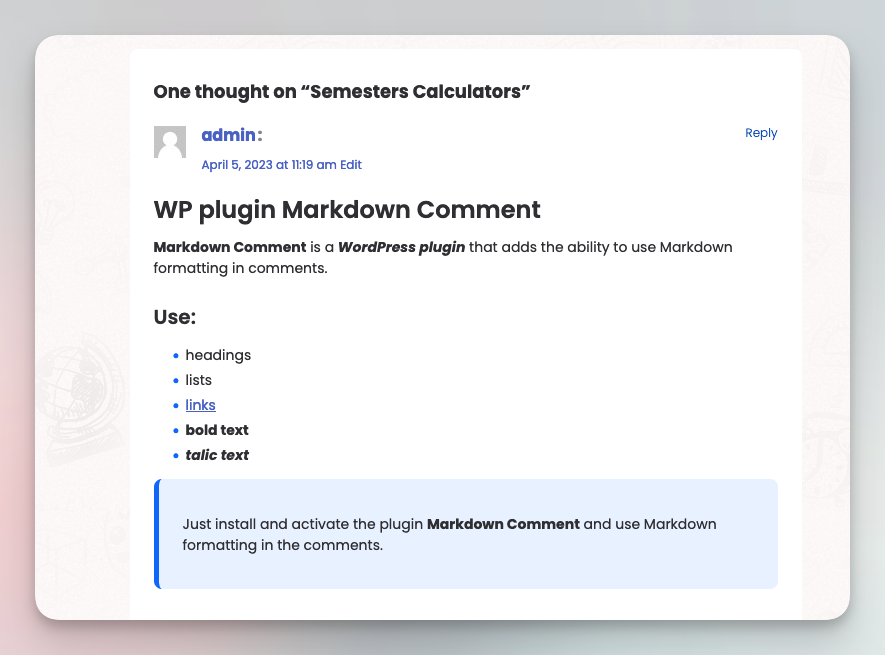 One thought on “Semesters Calculators”
admin:
Reply
April 5, 2023 at 11:19 am Edit
WP plugin Markdown Comment
Markdown Comment is a WordPress plugin that adds the ability to use Markdown
formatting in comments.
Use:
headings
lists
links
bold text
talic text
Just install and activate the plugin Markdown Comment and use Markdown
formatting in the comments.